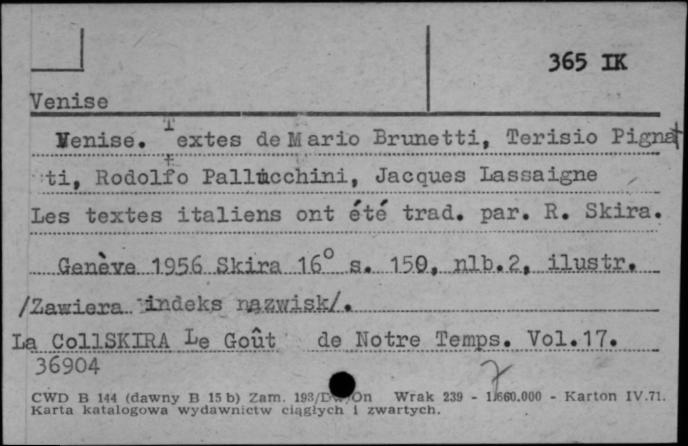 365 IK
Venise
Venise. Textes de Mario Brunetti, Terisio Pignat
ti, Rodolfo Pallucchini, Jacques Lassaigne
Les textes italiens ont été trad. par. R. Skira.
Genève 1956 Skira 16° s. 150, nlb.2, ilustr.
/Zawiera indeks nazwisk/.
La CollSKIRA Le Goût de Notre Temps. Vol.17.
36904
CWD B 144 (dawny B 15 b) Zam. 193/ On Wrak 239 - 1.660.000 - Karton IV.71.
Karta katalogowa wydawnictw ciągłych i zwartych.